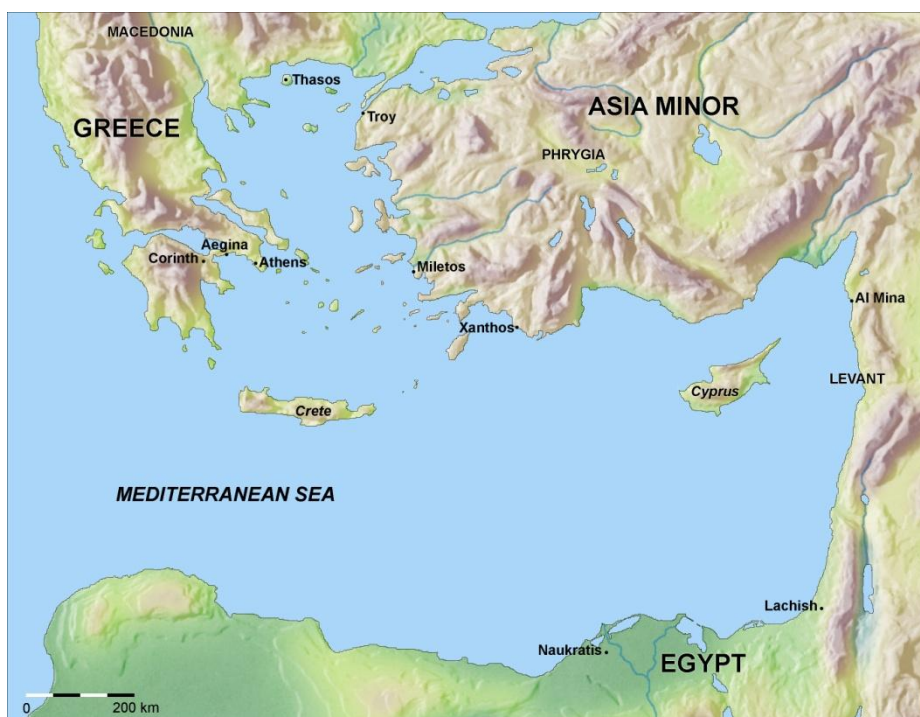 MACEDONIA
Thasos
GREECE
Troy
ASIA MINOR
PHRYGIA
Aegina
Corinth
Athens
Miletos
Xanthos
Al Mina
Cyprus
LEVANT
Crete
MEDITERRANEAN SEA
Lachish
Naukratis
EGYPT
0
200 km